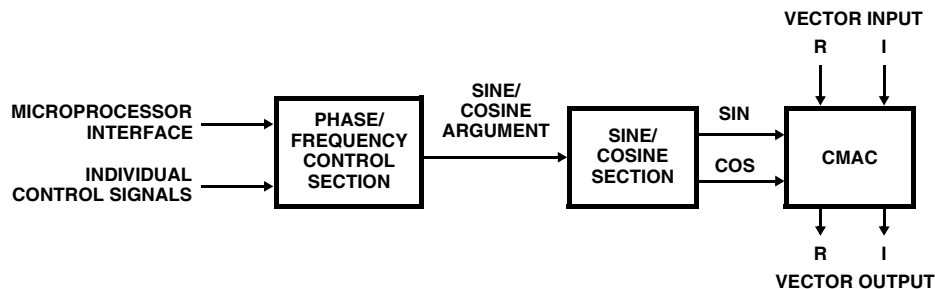 VECTOR INPUT
R I
MICROPROCESSOR
INTERFACE
INDIVIDUAL
CONTROL SIGNALS
PHASE/
FREQUENCY
CONTROL
SECTION
SINE/
COSINE
ARGUMENT
SINE/
COSINE
SECTION
SIN
COS
CMAC
R I
VECTOR OUTPUT